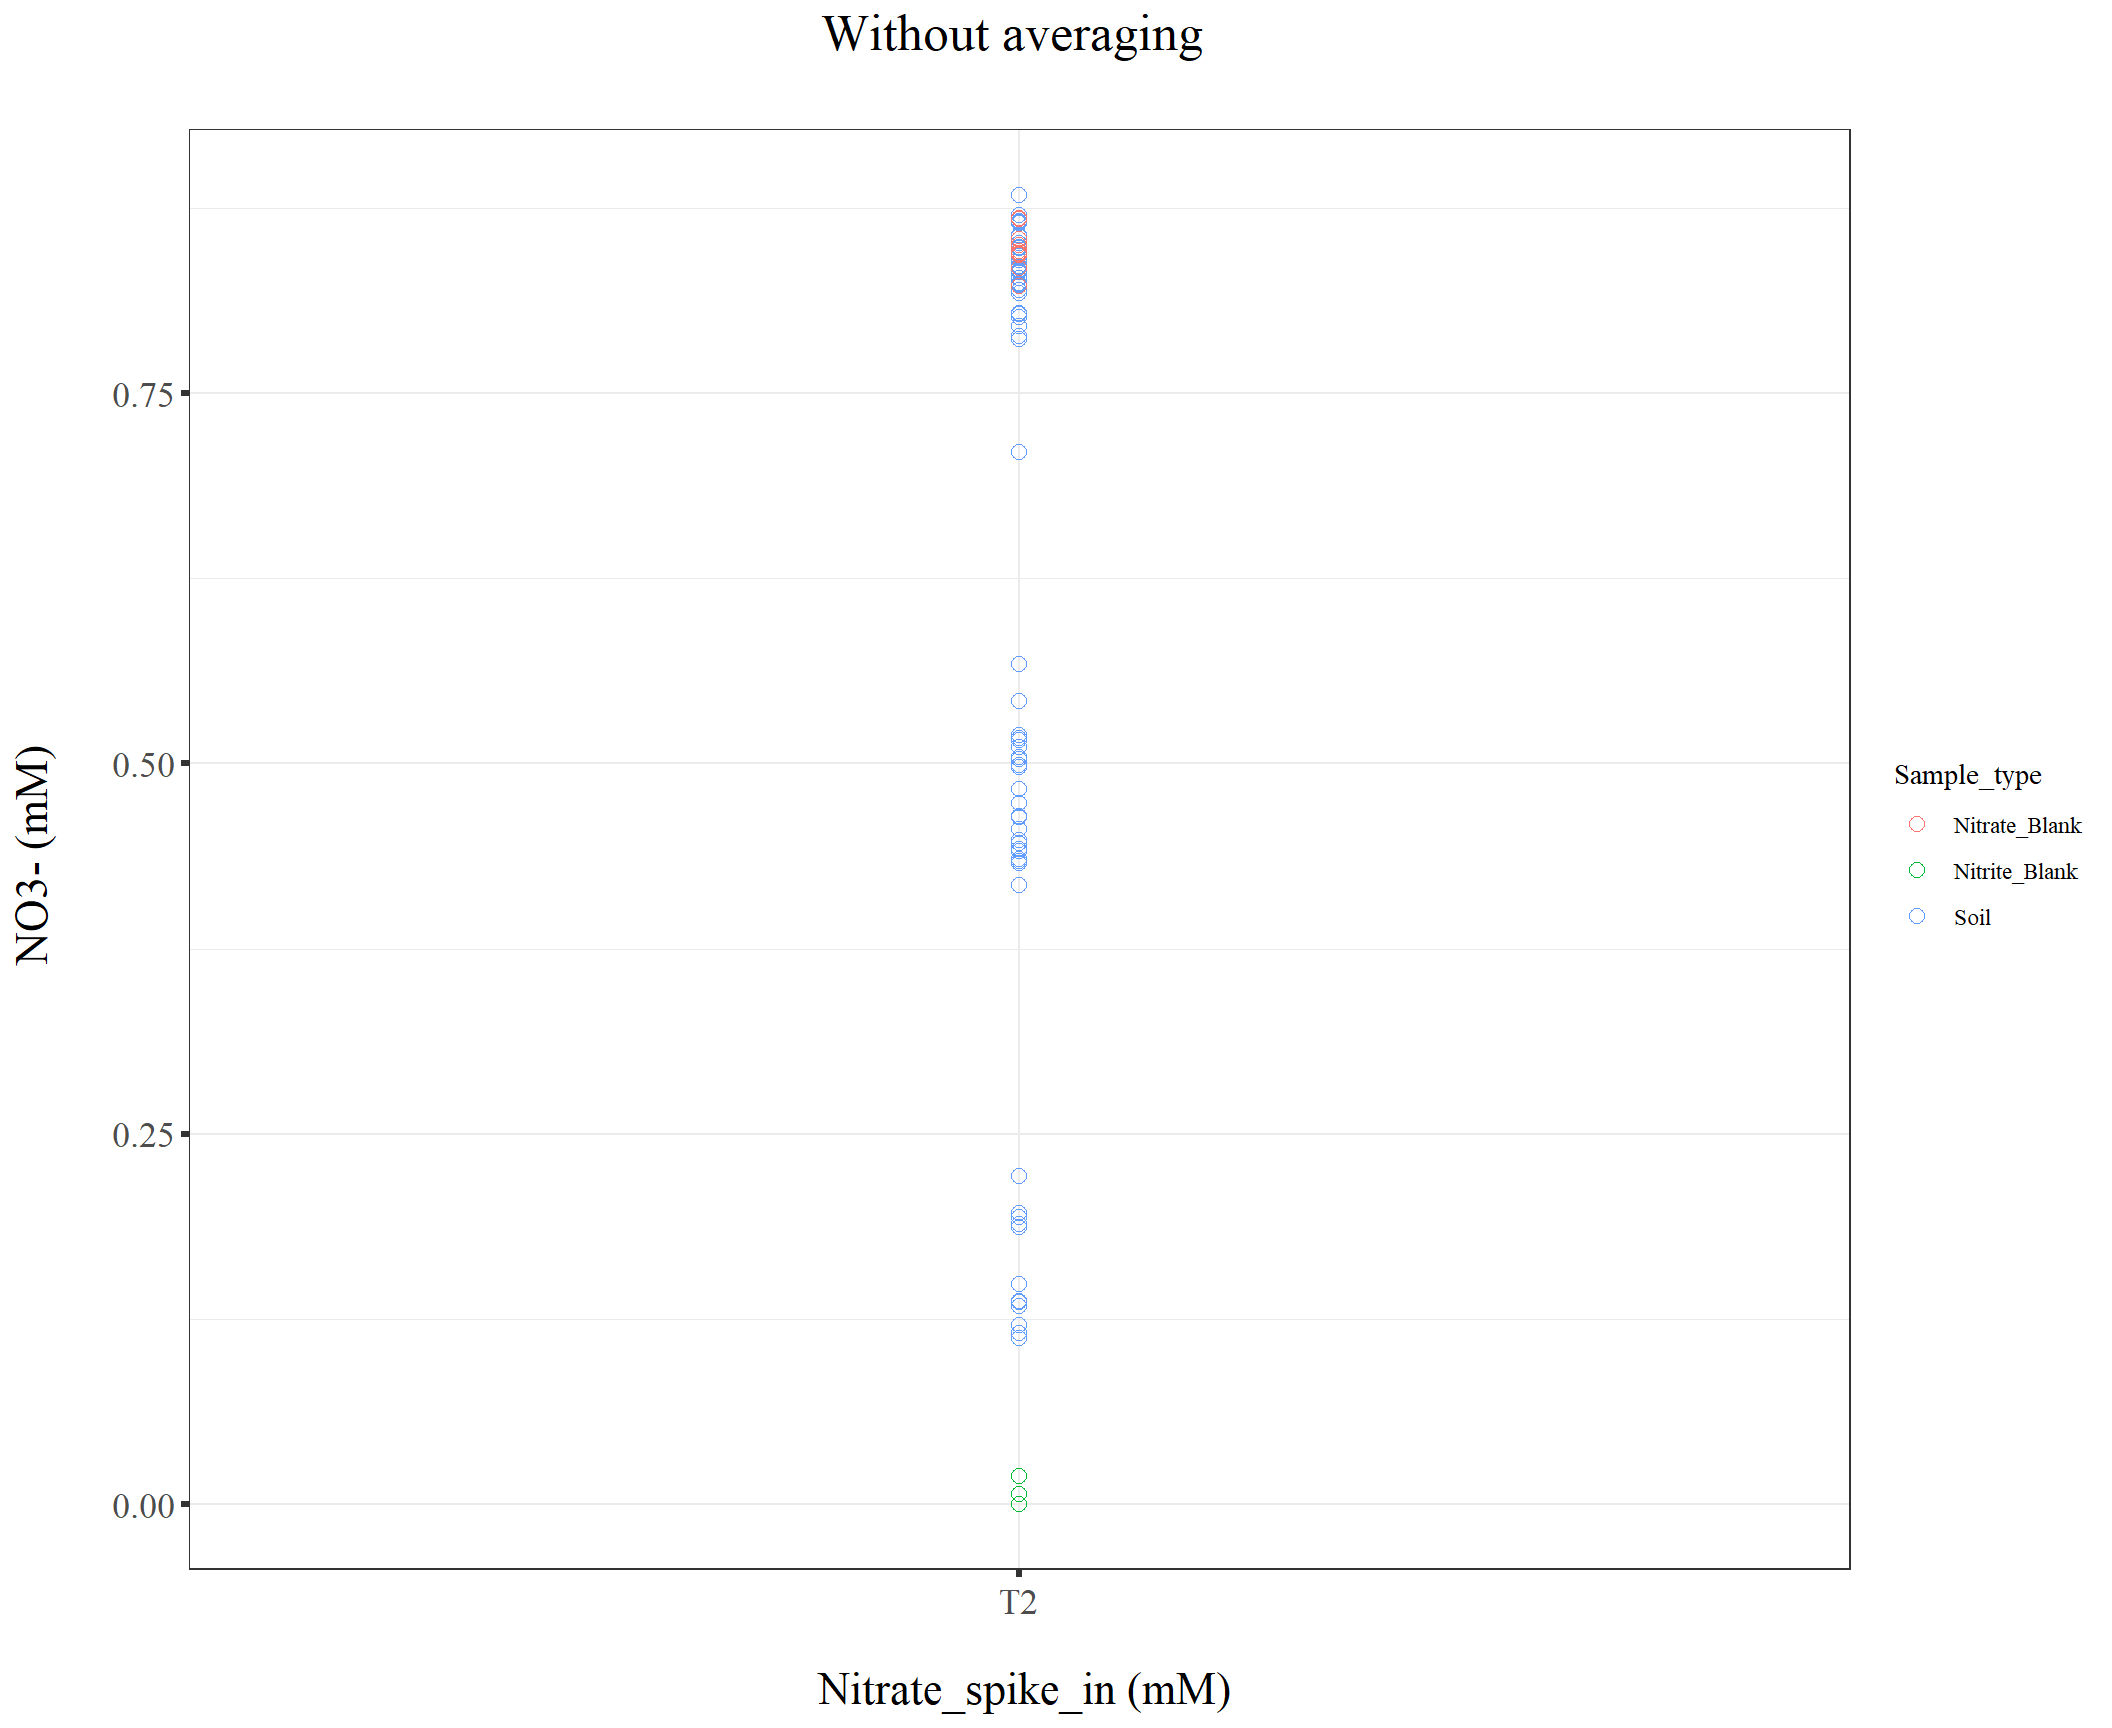 Without averaging
NO3- (mM)
0.75
0.50
0.25
0.00
T2
Nitrate_spike_in (mM)
Sample_type
Nitrate_Blank
Nitrite_Blank
Soil